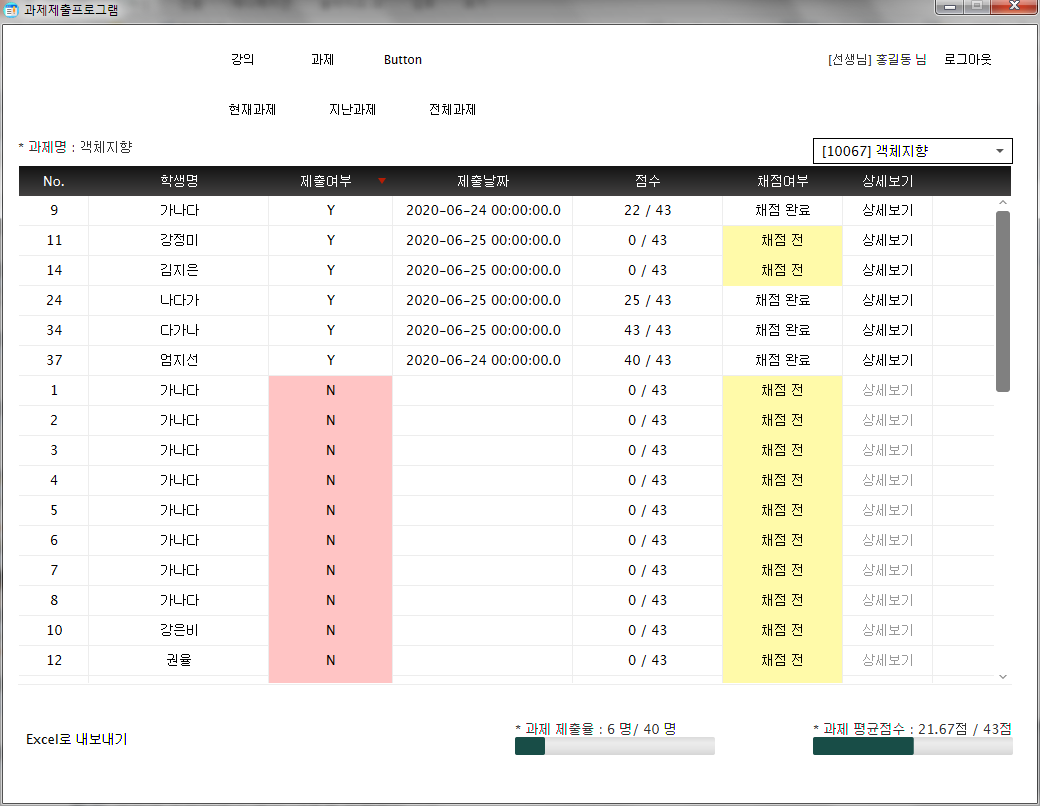 과제제출프로그램
강의 과제 Button
[선생님] 홍길동 님 로그아웃
현재과제 지난과제 전체과제
* 과제명 : 객체지향
[10067] 객체지향
No. 학생명 제출여부 제출날짜 점수 채점여부 상세보기
9 가나다 Y 2020-06-24 00:00:00.0 22 / 43 채점 완료 상세보기
11 강정미 Y 2020-06-25 00:00:00.0 0 / 43 채점 전 상세보기
14 김지은 Y 2020-06-25 00:00:00.0 0 / 43 채점 전 상세보기
24 나다가 Y 2020-06-25 00:00:00.0 25 / 43 채점 완료 상세보기
34 다가나 Y 2020-06-25 00:00:00.0 43 / 43 채점 완료 상세보기
37 엄지선 Y 2020-06-24 00:00:00.0 40 / 43 채점 완료 상세보기
1 가나다 N 0 / 43 채점 전 상세보기
2 가나다 N 0 / 43 채점 전 상세보기
3 가나다 N 0 / 43 채점 전 상세보기
4 가나다 N 0 / 43 채점 전 상세보기
5 가나다 N 0 / 43 채점 전 상세보기
6 가나다 N 0 / 43 채점 전 상세보기
7 가나다 N 0 / 43 채점 전 상세보기
8 가나다 N 0 / 43 채점 전 상세보기
10 강은비 N 0 / 43 채점 전 상세보기
12 권율 N 0 / 43 채점 전 상세보기
* 과제 제출율 : 6 명/ 40 명
* 과제 평균점수 : 21.67점 / 43점
Excel로 내보내기